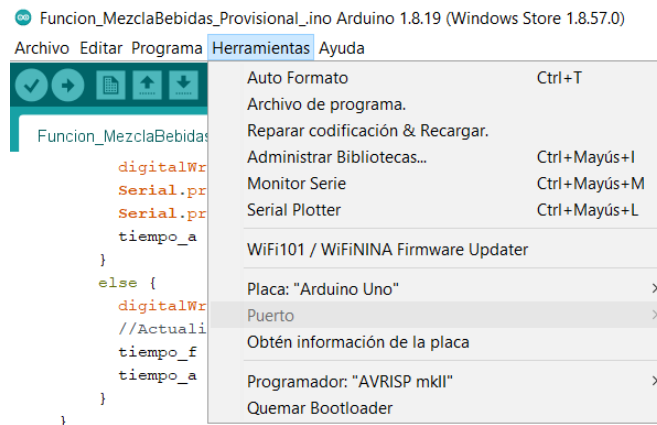 Funcion_MezclaBebidas_Provisional_.ino Arduino 1.8.19 (Windows Store 1.8.57.0)
Archivo Editar Programa Herramientas Ayuda
Funcion_MezclaBebidas
digitalWr
Serial.pr
Serial.pr
tiempo_a
}
else {
digitalWr
//Actuali
tiempo_f
tiempo_a
}
}
Auto Formato Ctrl+T
Archivo de programa.
Reparar codificación & Recargar.
Administrar Bibliotecas... Ctrl+Mayús+I
Monitor Serie Ctrl+Mayús+M
Serial Plotter Ctrl+Mayús+L
WiFi101 / WiFiNINA Firmware Updater
Placa: "Arduino Uno"
Puerto
Obtén información de la placa
Programador: "AVRISP mkII"
Quemar Bootloader